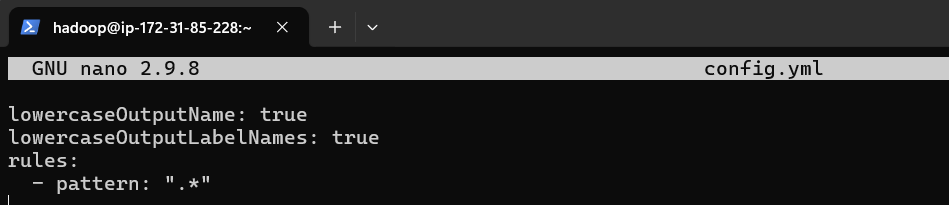 hadoop@ip-172-31-85-228:~
GNU nano 2.9.8 config.yml
lowercaseOutputName: true
lowercaseOutputLabelNames: true
rules:
  - pattern: ".*"